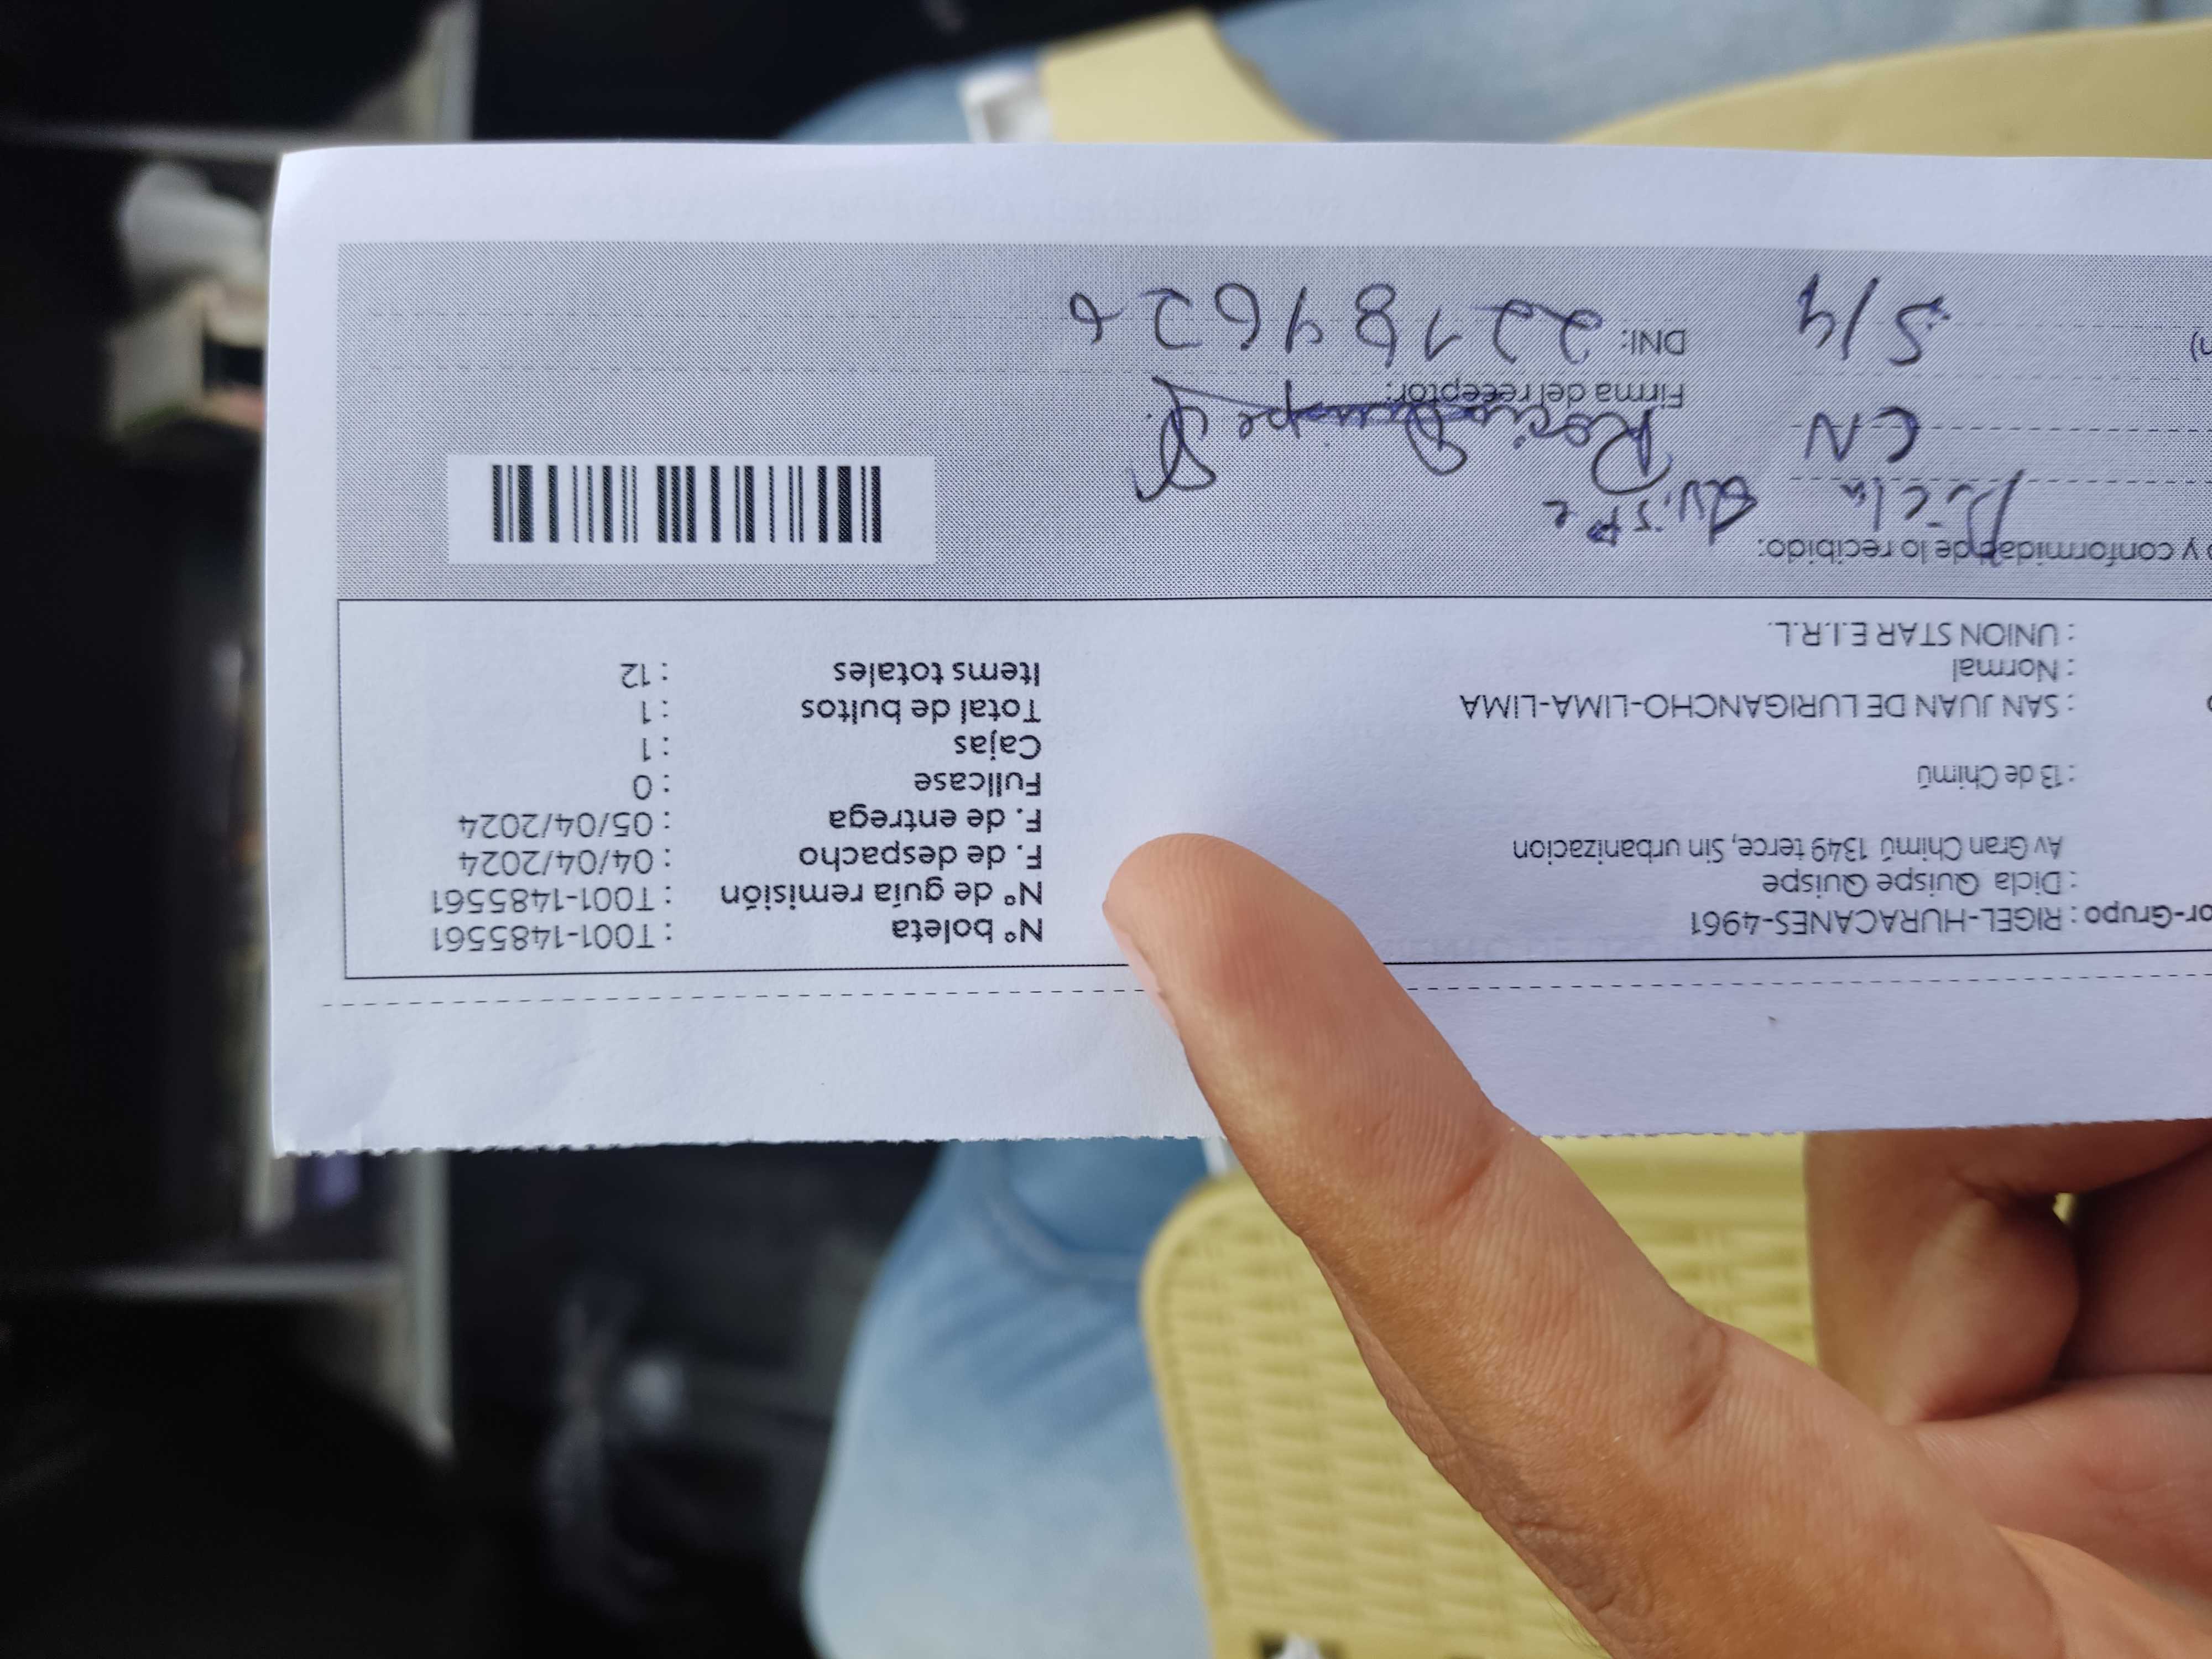 or-Grupo : RIGEL-HURACANES-4961
: Dicla Quispe Quispe
Av Gran Chimú 1349 terce, Sin urbanizacion
: 13 de Chimú
: SAN JUAN DE LURIGANCHO-LIMA-LIMA
: Normal
: UNION STAR E.I.R.L.
Nº boleta : T001-1485561
Nº de guía remisión : T001-1485561
F. de despacho : 04/04/2024
F. de entrega : 05/04/2024
Fullcase : 0
Cajas : 1
Total de bultos : 1
Items totales : 12
y conformidad de lo recibido:
Dicla Quispe
CN
Firma del receptor:
5/4
DNI: